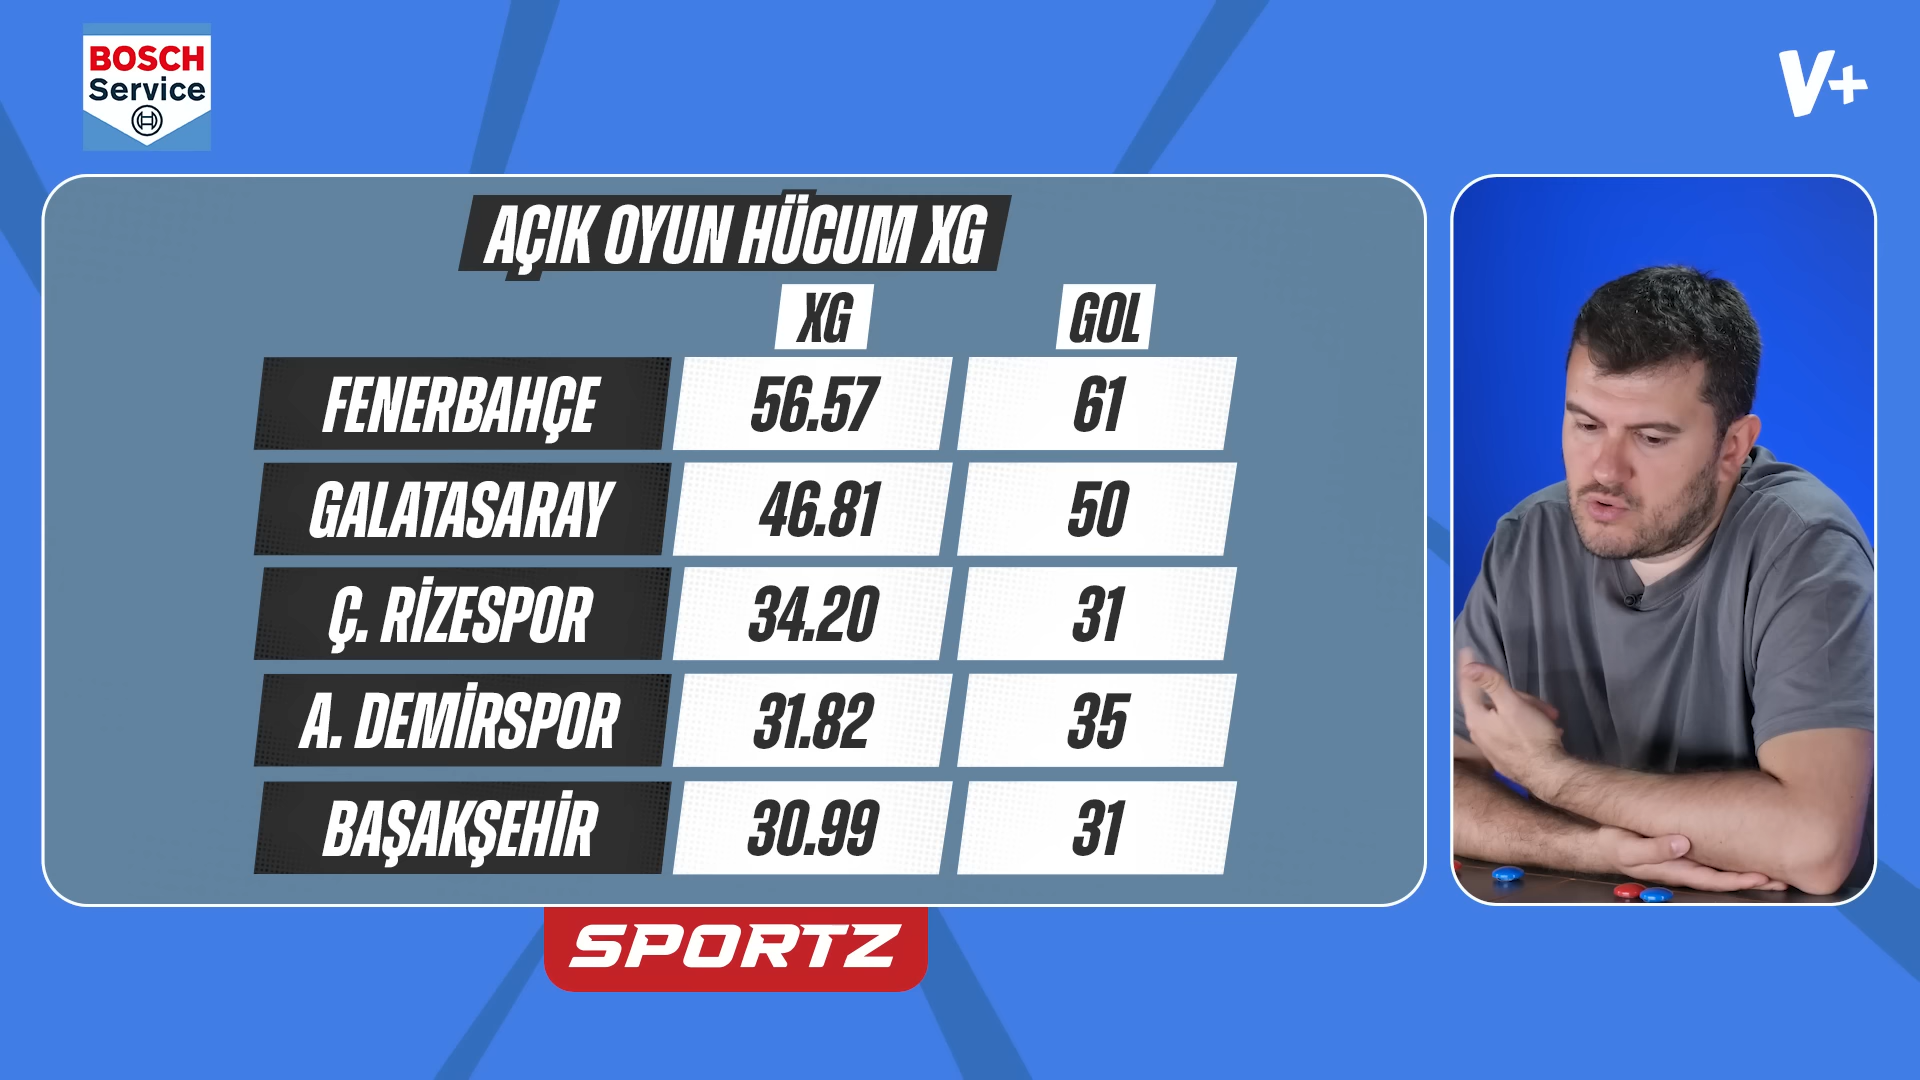 BOSCH
Service
V+
AÇIK OYUN HÜCUM XG
XG GOL
FENERBAHÇE 56.57 61
GALATASARAY 46.81 50
Ç. RİZESPOR 34.20 31
A. DEMİRSPOR 31.82 35
BAŞAKŞEHİR 30.99 31
SPORTZ